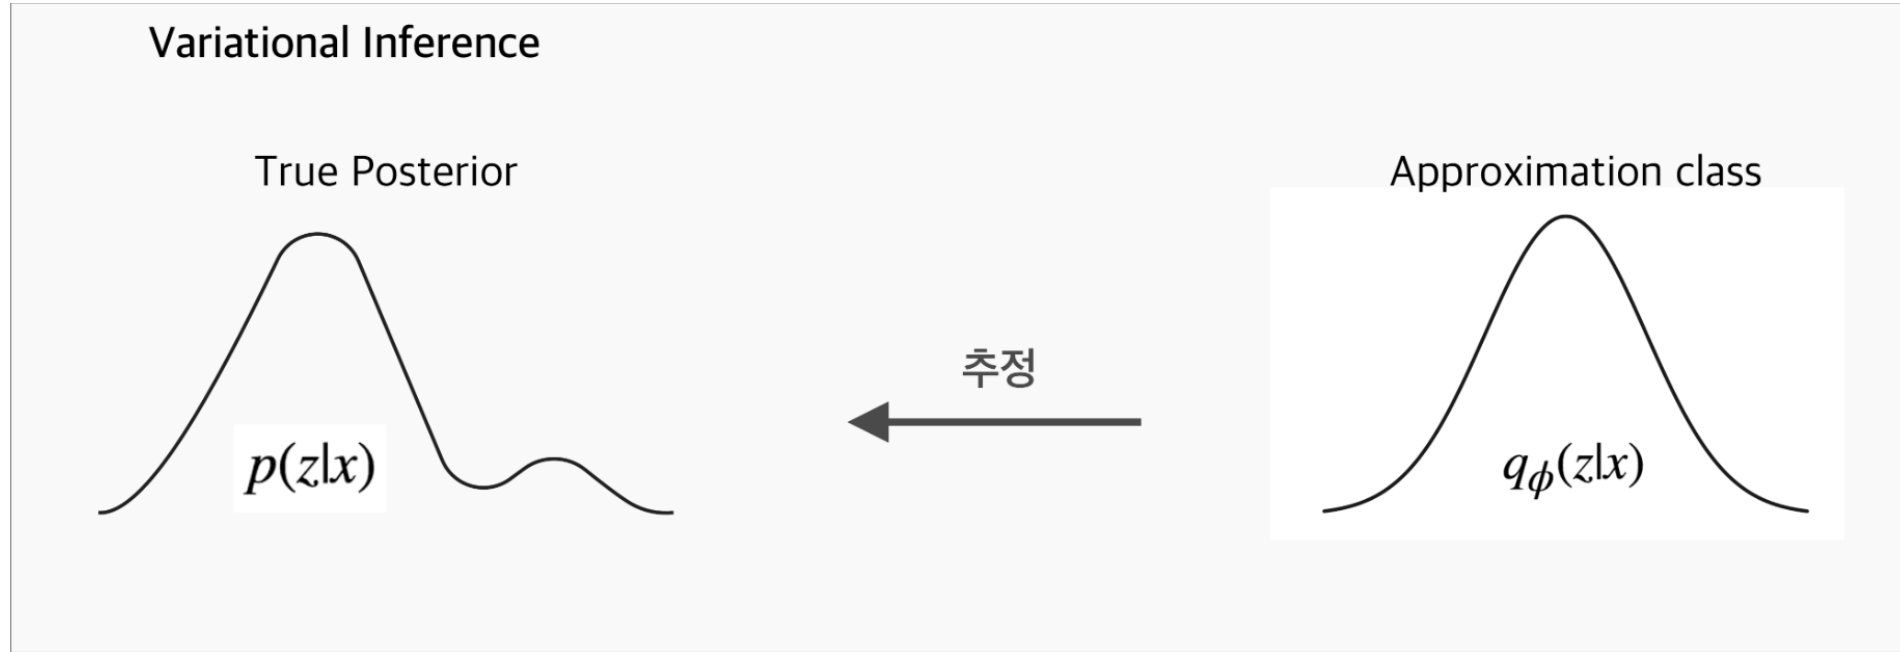 Variational Inference
True Posterior
Approximation class
추정
p(z|x)
qϕ(z|x)